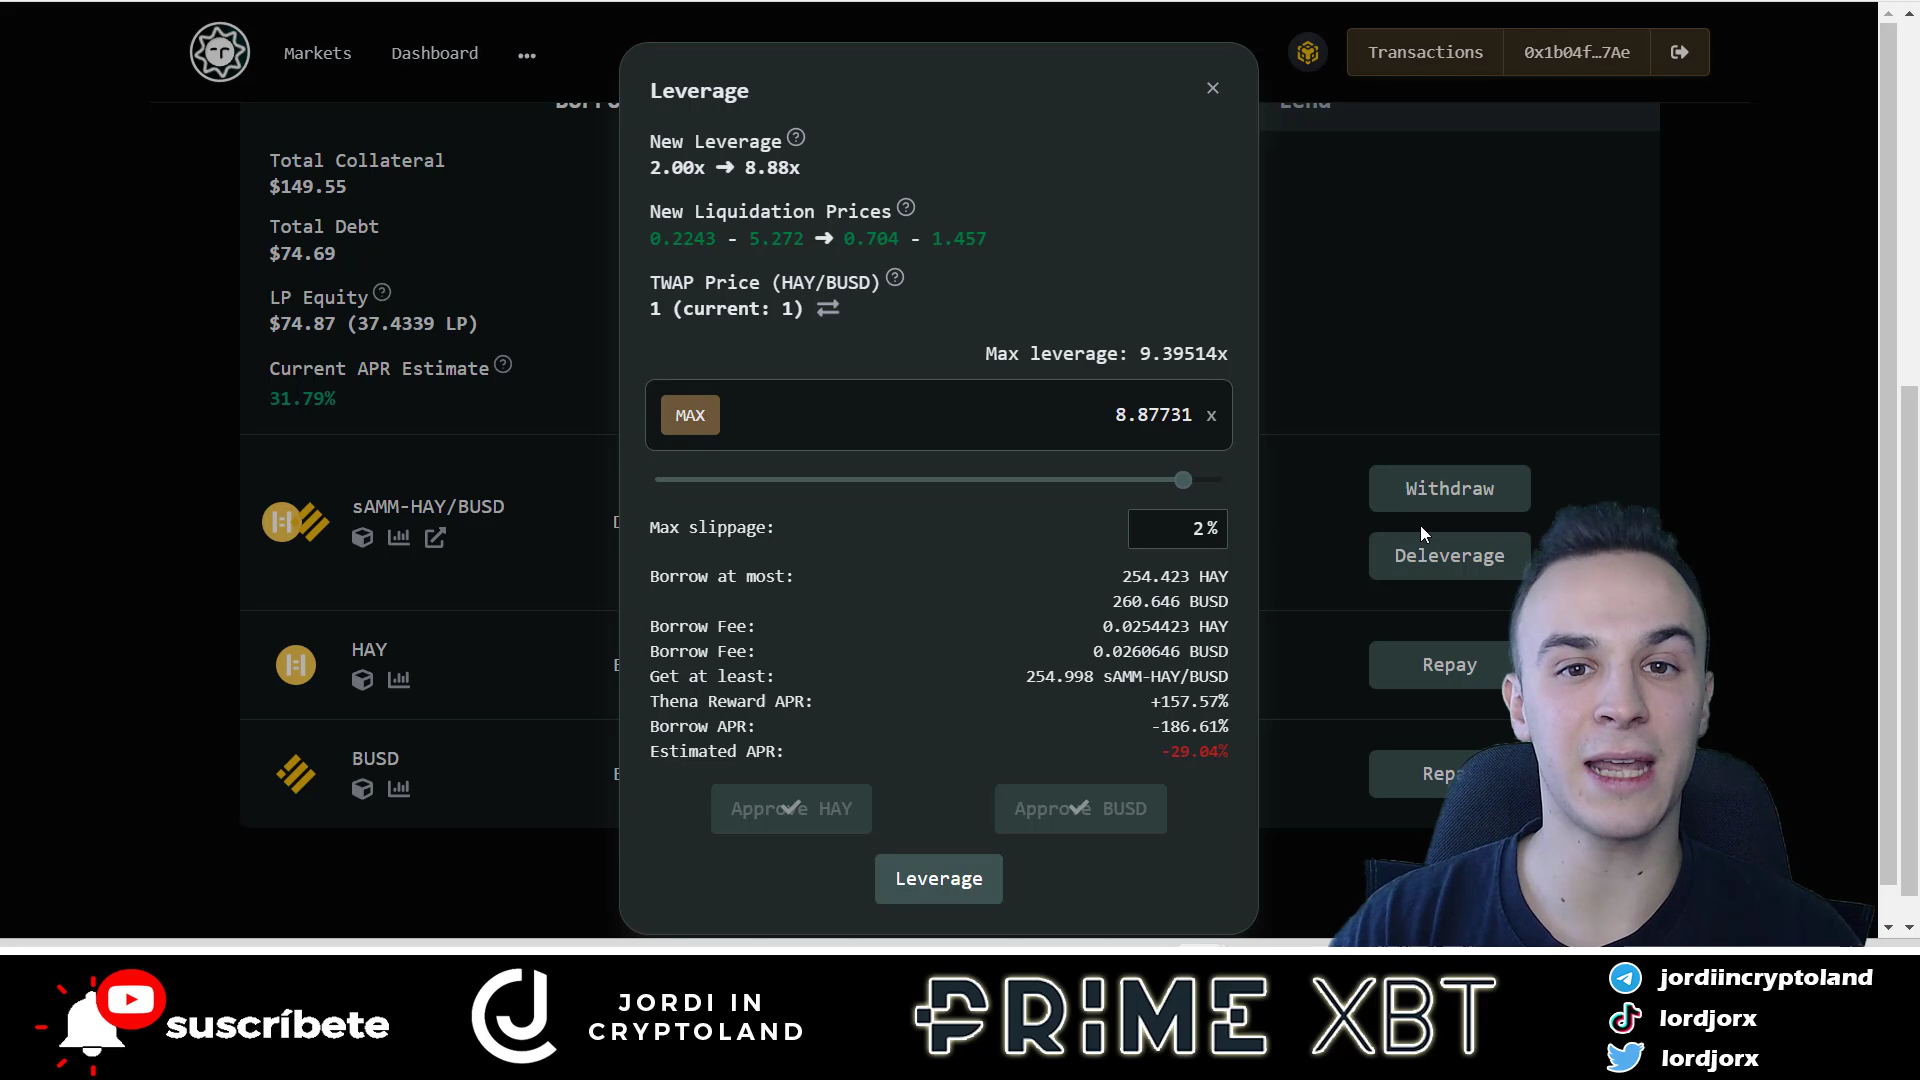 Markets
Dashboard
Transactions
0x1b04f…7Ae
Total Collateral
$149.55
Total Debt
$74.69
LP Equity
$74.87 (37.4339 LP)
Current APR Estimate
31.79%
Lend
Leverage
New Leverage
2.00x ➜ 8.88x
New Liquidation Prices
0.2243 - 5.272 ➜ 0.704 - 1.457
TWAP Price (HAY/BUSD)
1 (current: 1)
Max leverage: 9.39514x
MAX 8.87731 x
Max slippage: 2%
Borrow at most: 254.423 HAY
260.646 BUSD
Borrow Fee: 0.0254423 HAY
Borrow Fee: 0.0260646 BUSD
Get at least: 254.998 sAMM-HAY/BUSD
Thena Reward APR: +157.57%
Borrow APR: -186.61%
Estimated APR: -29.04%
Approve HAY
Approve BUSD
Leverage
sAMM-HAY/BUSD
Withdraw
Deleverage
HAY
Repay
BUSD
suscríbete
JORDI IN
CRYPTOLAND
PRIME XBT
jordiincryptoland
lordjorx
lordjorx